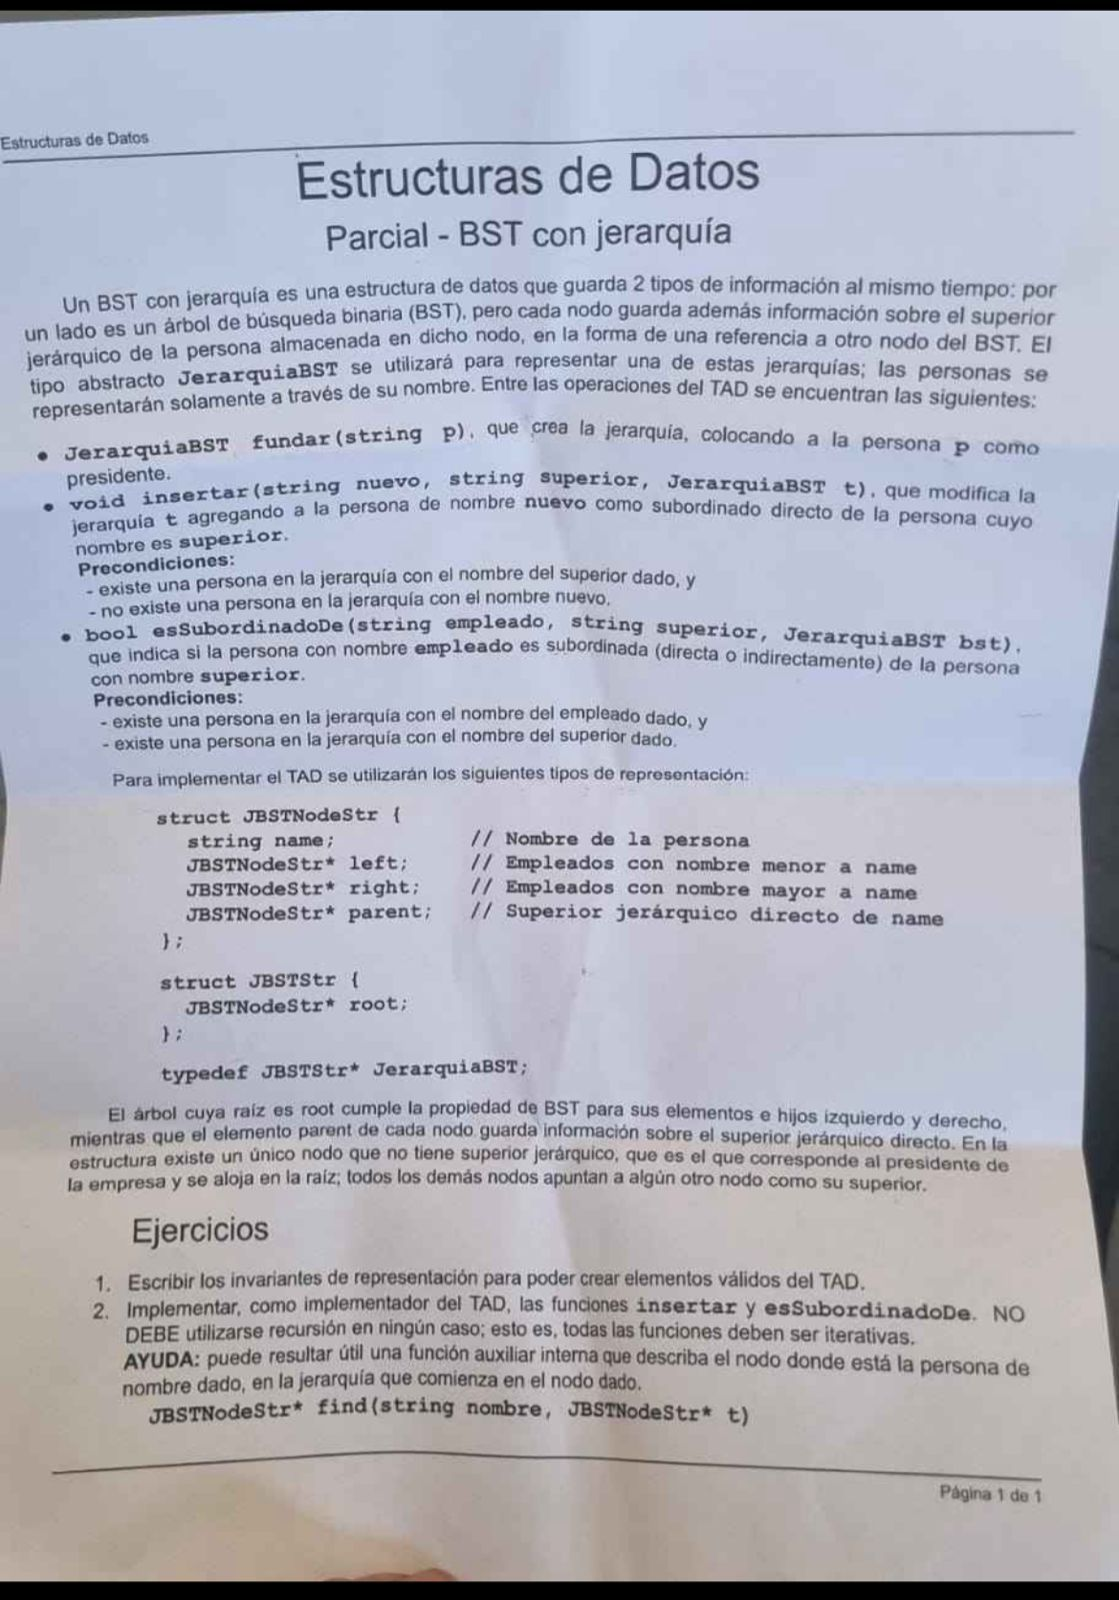 Estructuras de Datos
Estructuras de Datos
Parcial - BST con jerarquía
Un BST con jerarquía es una estructura de datos que guarda 2 tipos de información al mismo tiempo: por
un lado es un árbol de búsqueda binaria (BST), pero cada nodo guarda además información sobre el superior
jerárquico de la persona almacenada en dicho nodo, en la forma de una referencia a otro nodo del BST. El
tipo abstracto JerarquiaBST se utilizará para representar una de estas jerarquías; las personas se
representarán solamente a través de su nombre. Entre las operaciones del TAD se encuentran las siguientes:
• JerarquiaBST fundar(string p), que crea la jerarquía, colocando a la persona p como
presidente.
• void insertar(string nuevo, string superior, JerarquiaBST t), que modifica la
jerarquía t agregando a la persona de nombre nuevo como subordinado directo de la persona cuyo
nombre es superior.
Precondiciones:
- existe una persona en la jerarquía con el nombre del superior dado, y
- no existe una persona en la jerarquía con el nombre nuevo.
• bool esSubordinadoDe(string empleado, string superior, JerarquiaBST bst),
que indica si la persona con nombre empleado es subordinada (directa o indirectamente) de la persona
con nombre superior.
Precondiciones:
- existe una persona en la jerarquía con el nombre del empleado dado, y
- existe una persona en la jerarquía con el nombre del superior dado.
Para implementar el TAD se utilizarán los siguientes tipos de representación:
struct JBSTNodeStr {
string name; // Nombre de la persona
JBSTNodeStr* left; // Empleados con nombre menor a name
JBSTNodeStr* right; // Empleados con nombre mayor a name
JBSTNodeStr* parent; // Superior jerárquico directo de name
};
struct JBSTStr {
JBSTNodeStr* root;
};
typedef JBSTStr* JerarquiaBST;
El árbol cuya raíz es root cumple la propiedad de BST para sus elementos e hijos izquierdo y derecho,
mientras que el elemento parent de cada nodo guarda información sobre el superior jerárquico directo. En la
estructura existe un único nodo que no tiene superior jerárquico, que es el que corresponde al presidente de
la empresa y se aloja en la raíz; todos los demás nodos apuntan a algún otro nodo como su superior.
Ejercicios
1. Escribir los invariantes de representación para poder crear elementos válidos del TAD.
2. Implementar, como implementador del TAD, las funciones insertar y esSubordinadoDe. NO
DEBE utilizarse recursión en ningún caso; esto es, todas las funciones deben ser iterativas.
AYUDA: puede resultar útil una función auxiliar interna que describa el nodo donde está la persona de
nombre dado, en la jerarquía que comienza en el nodo dado.
JBSTNodeStr* find(string nombre, JBSTNodeStr* t)
Página 1 de 1